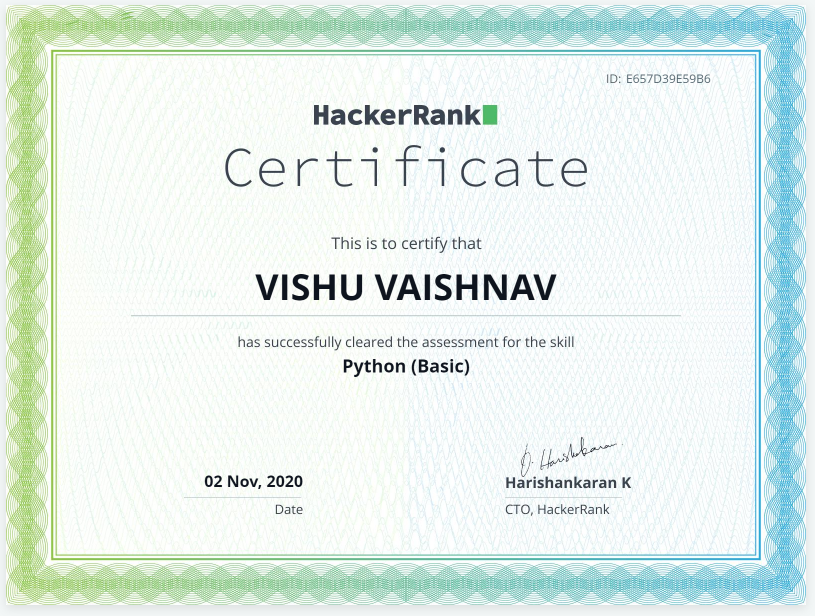 ID: E657D39E59B6
HackerRank
Certificate
This is to certify that
VISHU VAISHNAV
has successfully cleared the assessment for the skill
Python (Basic)
02 Nov, 2020
Date
D. Harishankaran
Harishankaran K
CTO, HackerRank